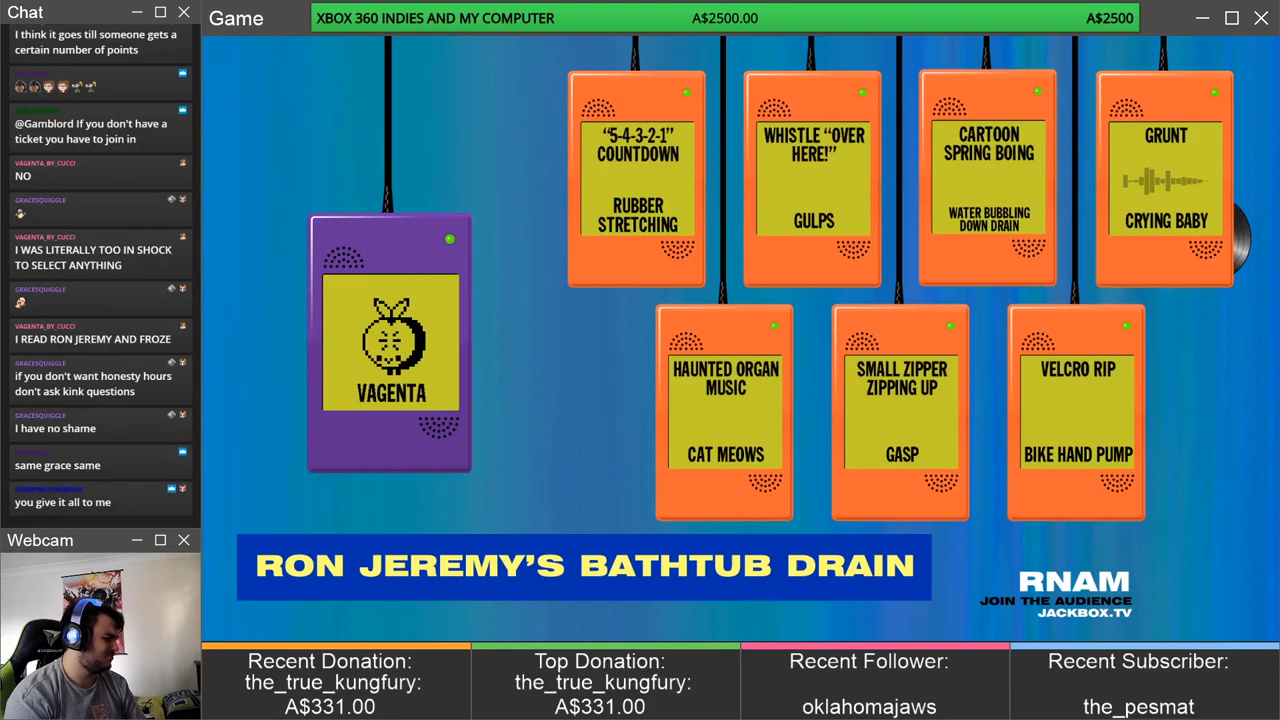 Chat
I think it goes till someone gets a
certain number of points
@Gamblord If you don't have a
ticket you have to join in
VAGENTA_BY_CUCCI
NO
GRACESQUIGGLE
VAGENTA_BY_CUCCI
I WAS LITERALLY TOO IN SHOCK
TO SELECT ANYTHING
GRACESQUIGGLE
VAGENTA_BY_CUCCI
I READ RON JEREMY AND FROZE
GRACESQUIGGLE
if you don't want honesty hours
don't ask kink questions
GRACESQUIGGLE
I have no shame
same grace same
you give it all to me
Webcam
Game
XBOX 360 INDIES AND MY COMPUTER
A$2500.00
A$2500
VAGENTA
"5-4-3-2-1"
COUNTDOWN
RUBBER
STRETCHING
WHISTLE "OVER
HERE!"
GULPS
CARTOON
SPRING BOING
WATER BUBBLING
DOWN DRAIN
GRUNT
CRYING BABY
HAUNTED ORGAN
MUSIC
CAT MEOWS
SMALL ZIPPER
ZIPPING UP
GASP
VELCRO RIP
BIKE HAND PUMP
RON JEREMY'S BATHTUB DRAIN
RNAM
JOIN THE AUDIENCE
JACKBOX.TV
Recent Donation:
the_true_kungfury:
A$331.00
Top Donation:
the_true_kungfury:
A$331.00
Recent Follower:
oklahomajaws
Recent Subscriber:
the_pesmat